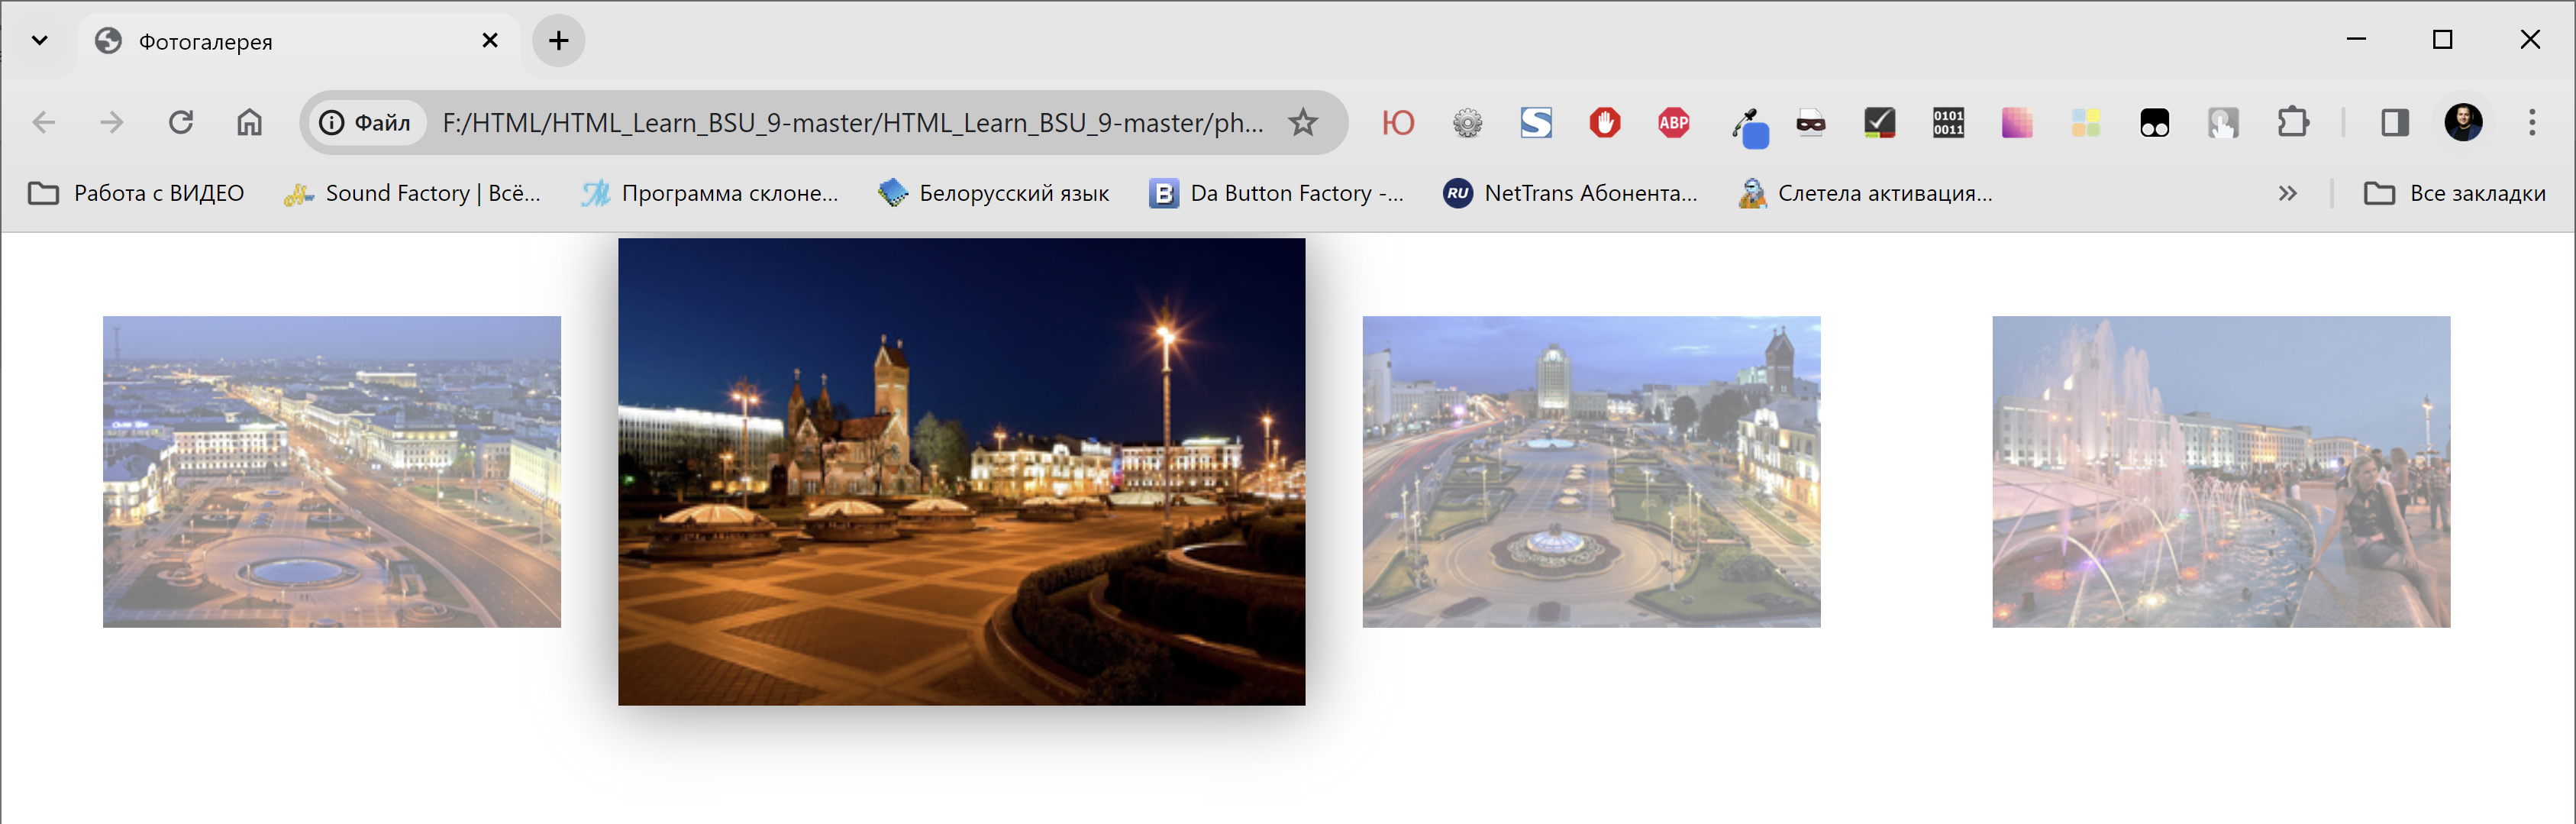 Фотогалерея
Файл F:/HTML/HTML_Learn_BSU_9-master/HTML_Learn_BSU_9-master/ph...
Ю S ABP 0101 0011
Работа с ВИДЕО Sound Factory | Всё... Программа склоне... Белорусский язык B Da Button Factory -... RU NetTrans Абонента... Слетела активация... » Все закладки